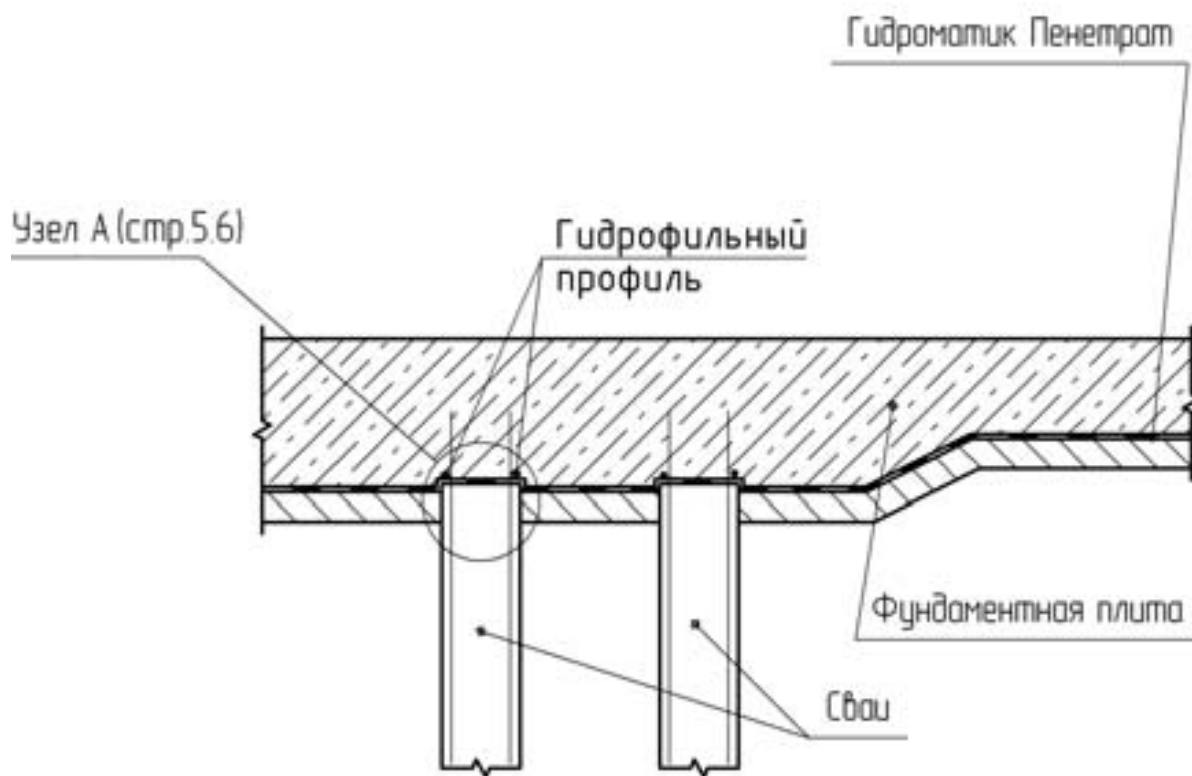 Гидроматик Пенетрат
Узел А (стр.5.6)
Гидрофильный
профиль
Фундаментная плита
Сваи